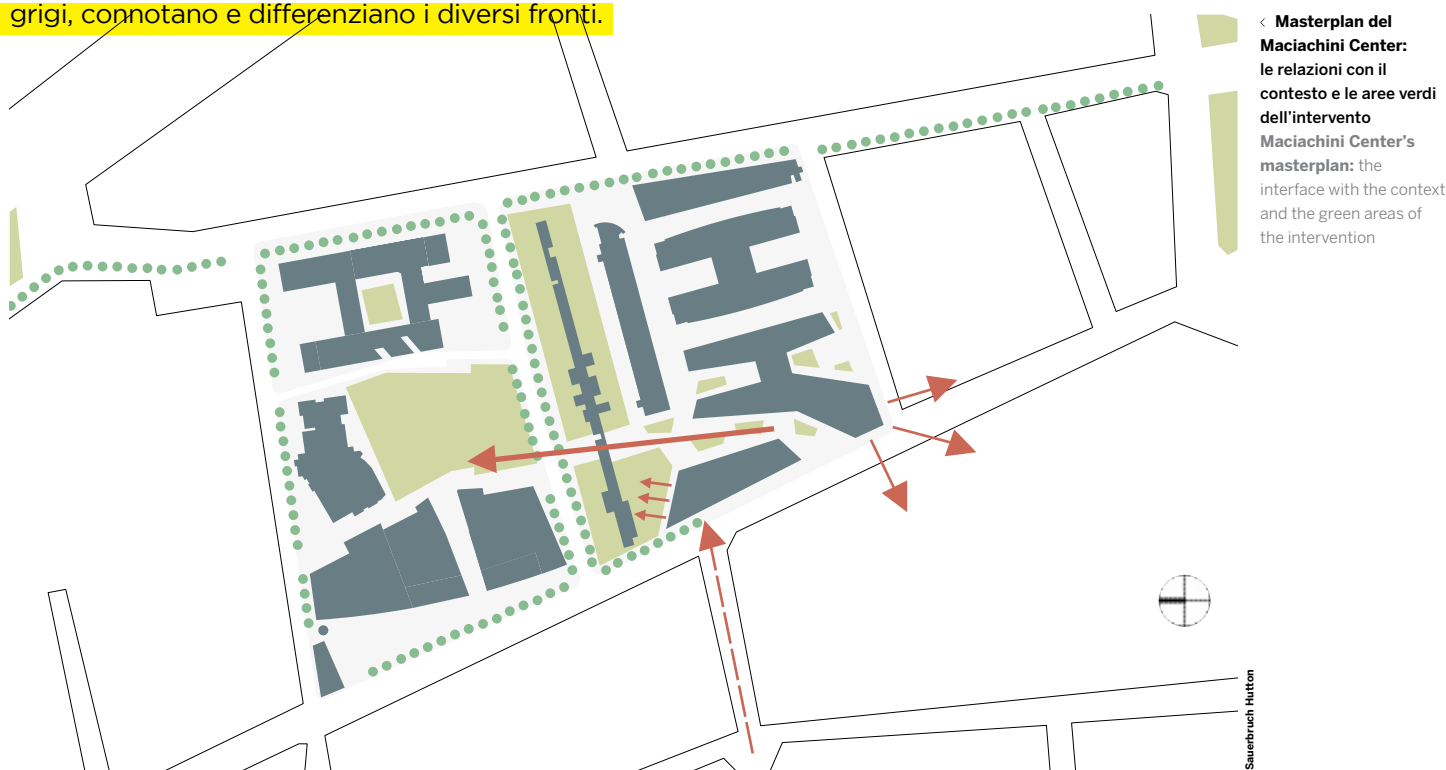 grigi, connotano e differenziano i diversi fronti.
‹ Masterplan del
Maciachini Center:
le relazioni con il
contesto e le aree verdi
dell'intervento
Maciachini Center's
masterplan: the
interface with the context
and the green areas of
the intervention
Sauerbruch Hutton